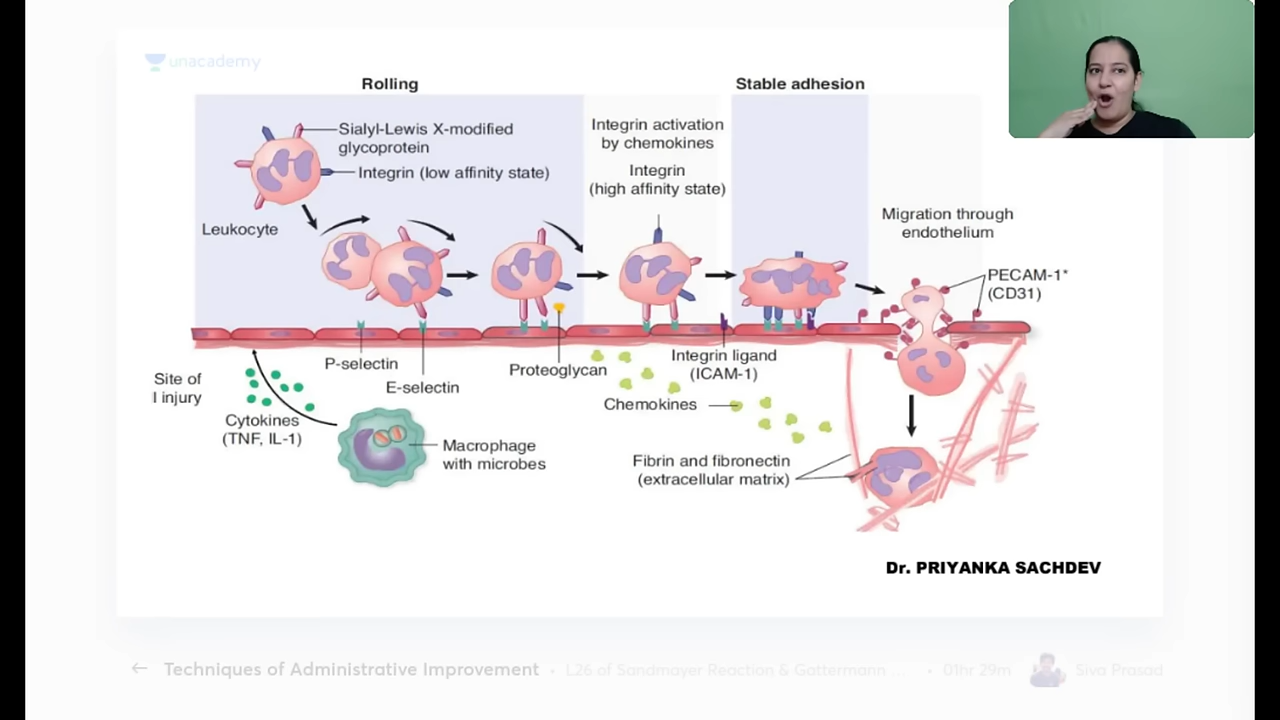 unacademy
Rolling
Stable adhesion
Sialyl-Lewis X-modified
glycoprotein
Integrin (low affinity state)
Leukocyte
Integrin activation
by chemokines
Integrin
(high affinity state)
Migration through
endothelium
PECAM-1*
(CD31)
P-selectin
E-selectin
Proteoglycan
Integrin ligand
(ICAM-1)
Site of
I injury
Cytokines
(TNF, IL-1)
Macrophage
with microbes
Chemokines
Fibrin and fibronectin
(extracellular matrix)
Dr. PRIYANKA SACHDEV
Techniques of Administrative Improvement · L26 of Sandmayer Reaction & Gattermann ... · 01hr 29m Siva Prasad